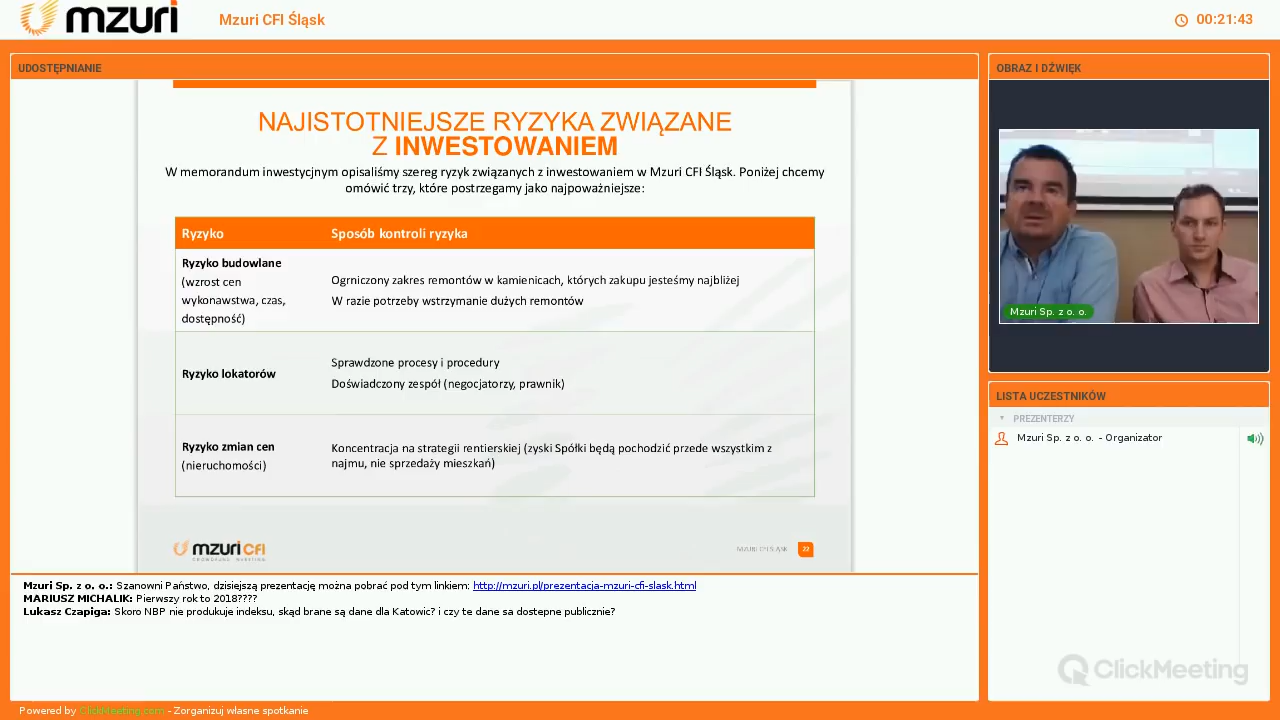 mzuri
Mzuri CFI Śląsk
00:21:43
UDOSTĘPNIANIE
NAJISTOTNIEJSZE RYZYKA ZWIĄZANE
Z INWESTOWANIEM
W memorandum inwestycjnym opisaliśmy szereg ryzyk związanych z inwestowaniem w Mzuri CFI Śląsk. Poniżej chcemy
omówić trzy, które postrzegamy jako najpoważniejsze:
Ryzyko
Sposób kontroli ryzyka
Ryzyko budowlane
(wzrost cen
wykonawstwa, czas,
dostępność)
Ogrniczony zakres remontów w kamienicach, których zakupu jesteśmy najbliżej
W razie potrzeby wstrzymanie dużych remontów
Ryzyko lokatorów
Sprawdzone procesy i procedury
Doświadczony zespół (negocjatorzy, prawnik)
Ryzyko zmian cen
(nieruchomości)
Koncentracja na strategii rentierskiej (zyski Spółki będą pochodzić przede wszystkim z
najmu, nie sprzedaży mieszkań)
mzuri CFI
CROWDFUND MARKETING
MZURI CFI ŚLĄSK
22
Mzuri Sp. z o. o.: Szanowni Państwo, dzisiejszą prezentację można pobrać pod tym linkiem: http://mzuri.pl/prezentacja-mzuri-cfi-slask.html
MARIUSZ MICHALIK: Pierwszy rok to 2018????
Lukasz Czapiga: Skoro NBP nie produkuje indeksu, skąd brane są dane dla Katowic? i czy te dane sa dostepne publicznie?
OBRAZ I DŹWIĘK
Mzuri Sp. z o. o.
LISTA UCZESTNIKÓW
PREZENTERZY
Mzuri Sp. z o. o. - Organizator
ClickMeeting
Powered by ClickMeeting.com - Zorganizuj własne spotkanie